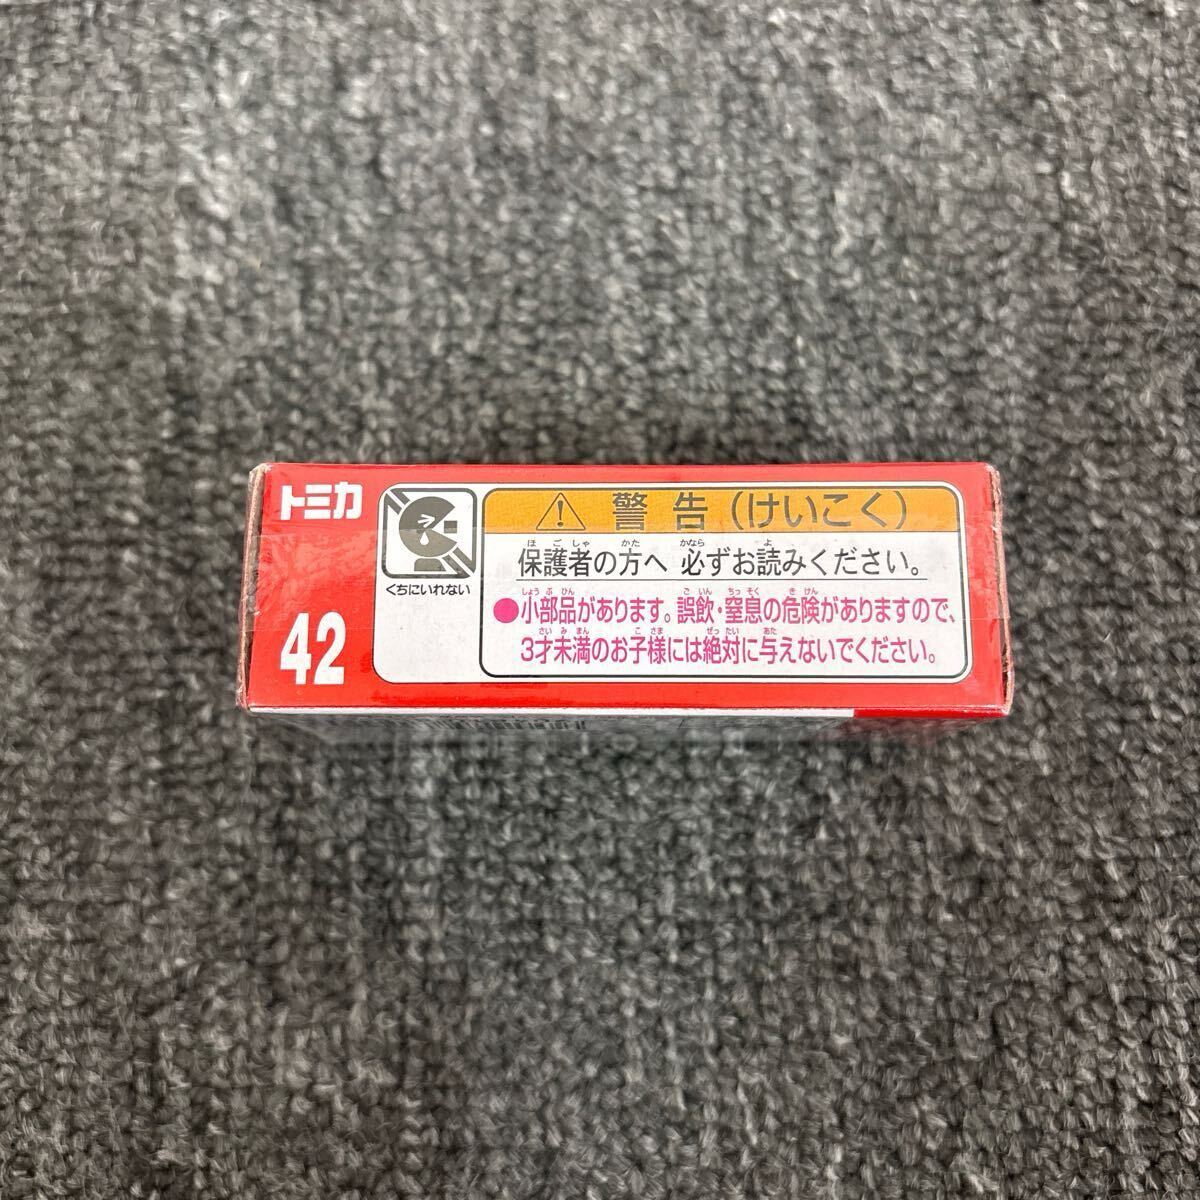 トミカ
42
くちにいれない
警告(けいこく)
ほごしゃ かた かなら よ
保護者の方へ 必ずお読みください。
しょうぶひん ごいん ちっそく きけん
●小部品があります。誤飲・窒息の危険がありますので、
さいみまん こさま ぜったい あた
3才未満のお子様には絶対に与えないでください。